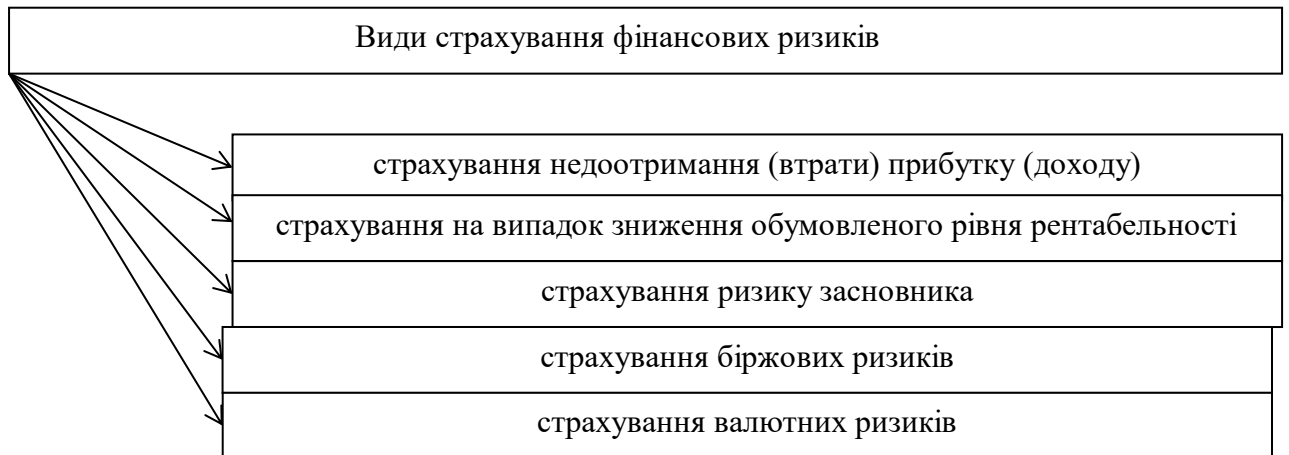 Види страхування фінансових ризиків
страхування недоотримання (втрати) прибутку (доходу)
страхування на випадок зниження обумовленого рівня рентабельності
страхування ризику засновника
страхування біржових ризиків
страхування валютних ризиків